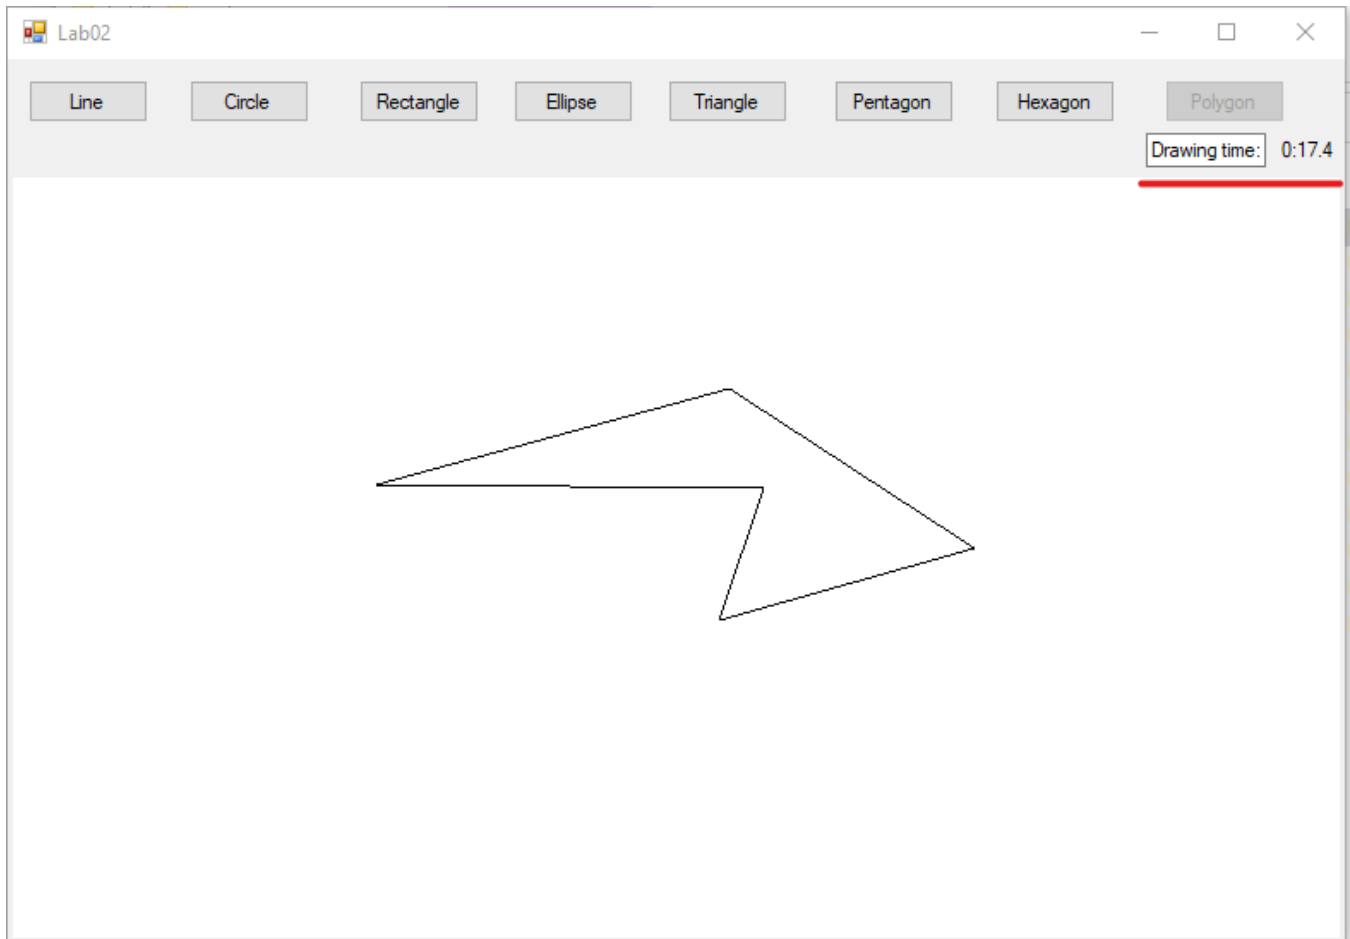 Lab02
Line Circle Rectangle Ellipse Triangle Pentagon Hexagon Polygon
Drawing time: 0:17.4